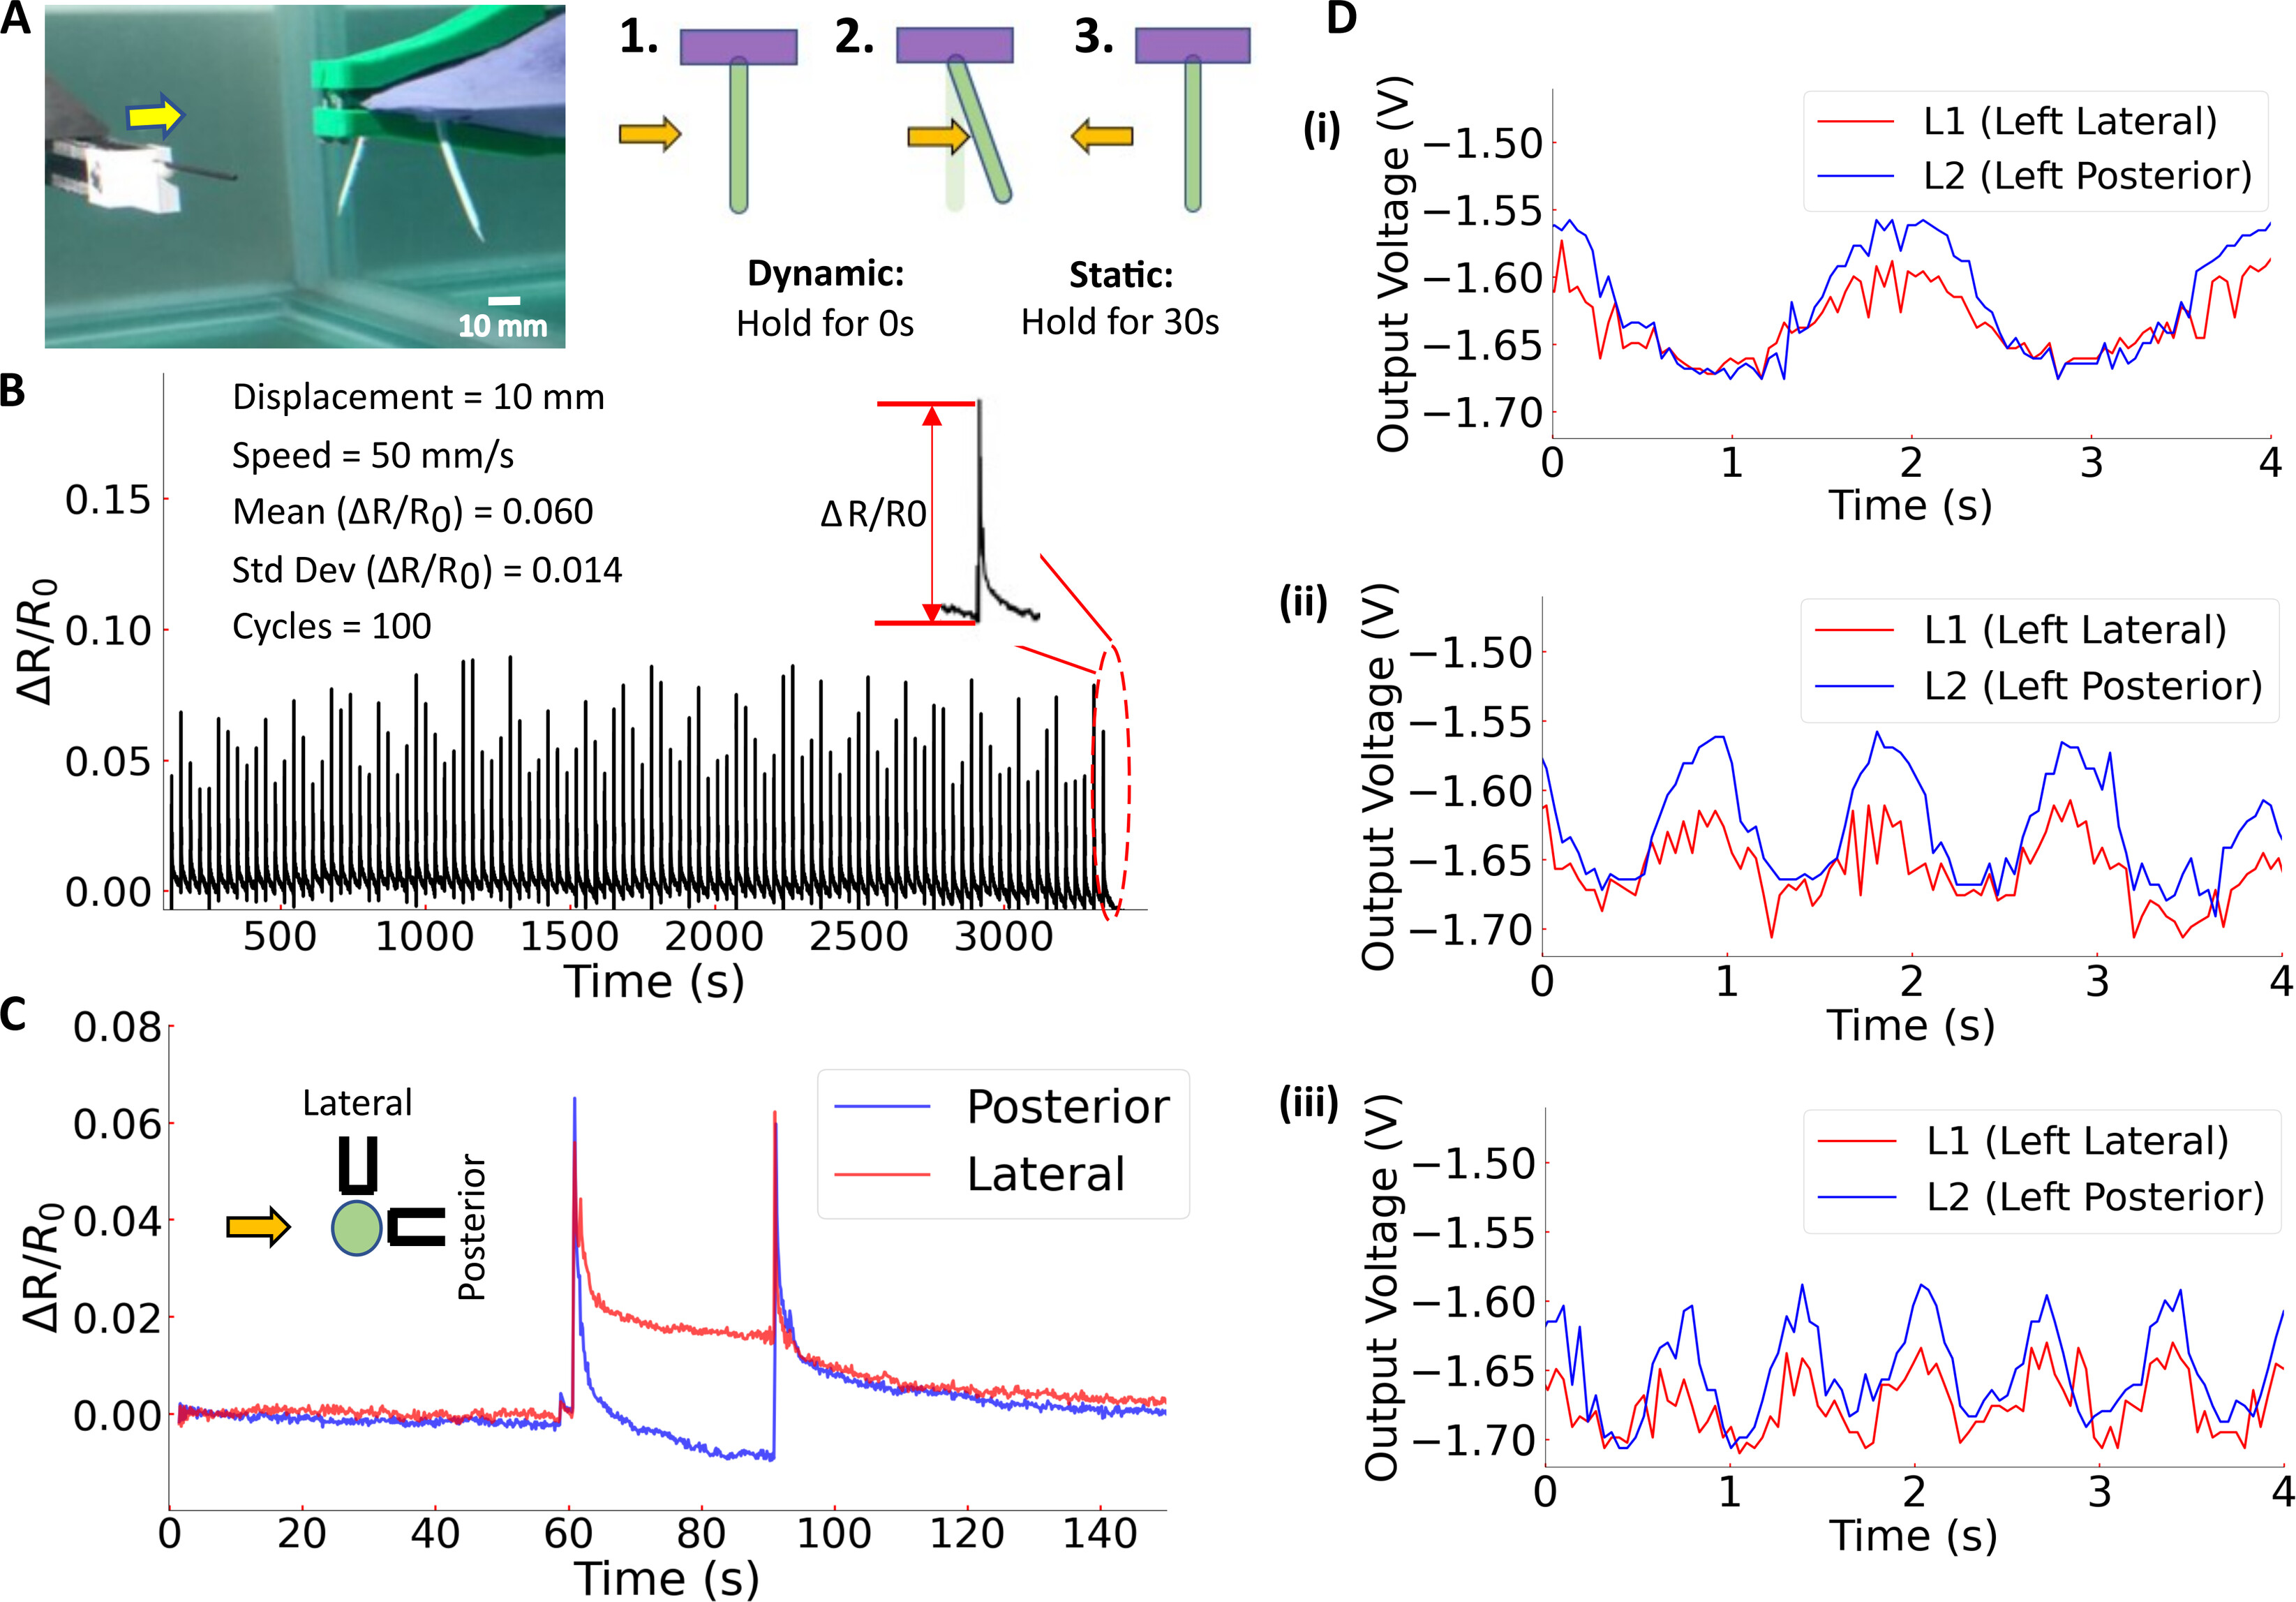 A
10 mm
1.
2.
3.
Dynamic:
Hold for 0s
Static:
Hold for 30s
B
Displacement = 10 mm
Speed = 50 mm/s
Mean (ΔR/R0) = 0.060
Std Dev (ΔR/R0) = 0.014
Cycles = 100
Δ R/R0
ΔR/R0
0.15
0.10
0.05
0.00
500 1000 1500 2000 2500 3000
Time (s)
C
ΔR/R0
0.08
0.06
0.04
0.02
0.00
Lateral
Posterior
Posterior
Lateral
0 20 40 60 80 100 120 140
Time (s)
D
(i)
Output Voltage (V)
L1 (Left Lateral)
L2 (Left Posterior)
−1.50
−1.55
−1.60
−1.65
−1.70
0 1 2 3 4
Time (s)
(ii)
Output Voltage (V)
L1 (Left Lateral)
L2 (Left Posterior)
−1.50
−1.55
−1.60
−1.65
−1.70
0 1 2 3 4
Time (s)
(iii)
Output Voltage (V)
L1 (Left Lateral)
L2 (Left Posterior)
−1.50
−1.55
−1.60
−1.65
−1.70
0 1 2 3 4
Time (s)